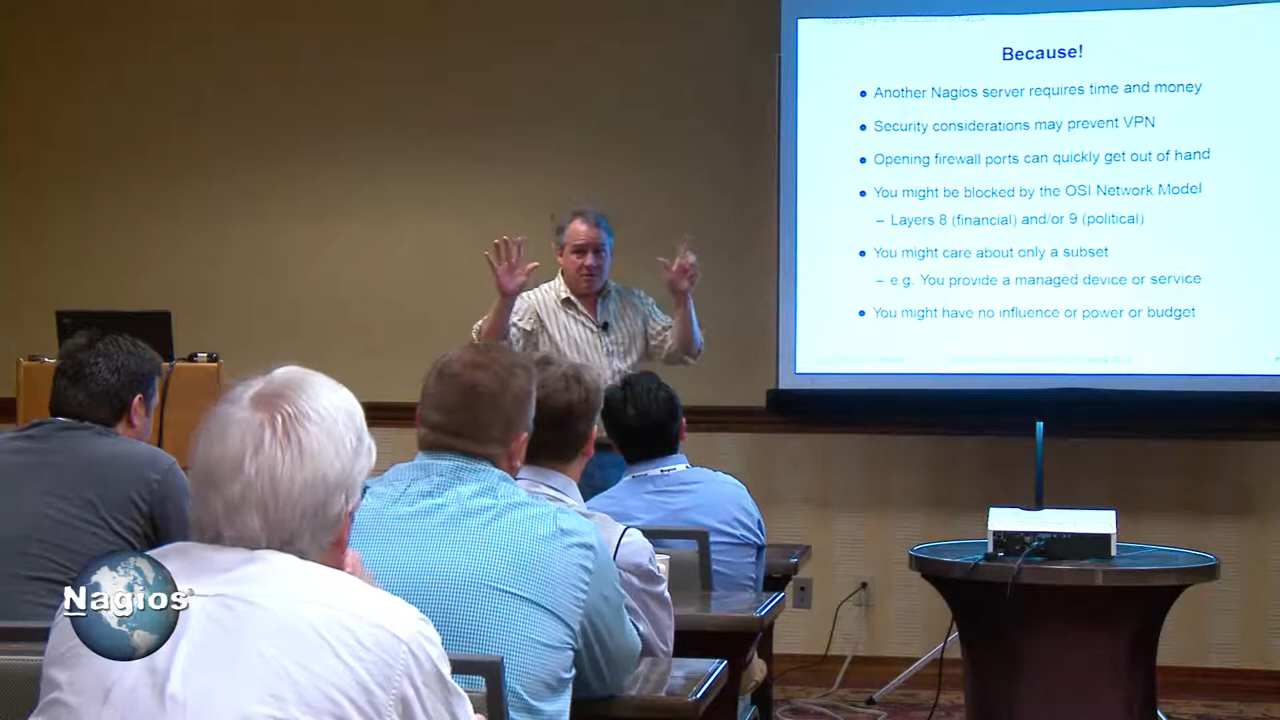 Because!
Another Nagios server requires time and money
Security considerations may prevent VPN
Opening firewall ports can quickly get out of hand
You might be blocked by the OSI Network Model
– Layers 8 (financial) and/or 9 (political)
You might care about only a subset
– e.g. You provide a managed device or service
You might have no influence or power or budget
Nagios®